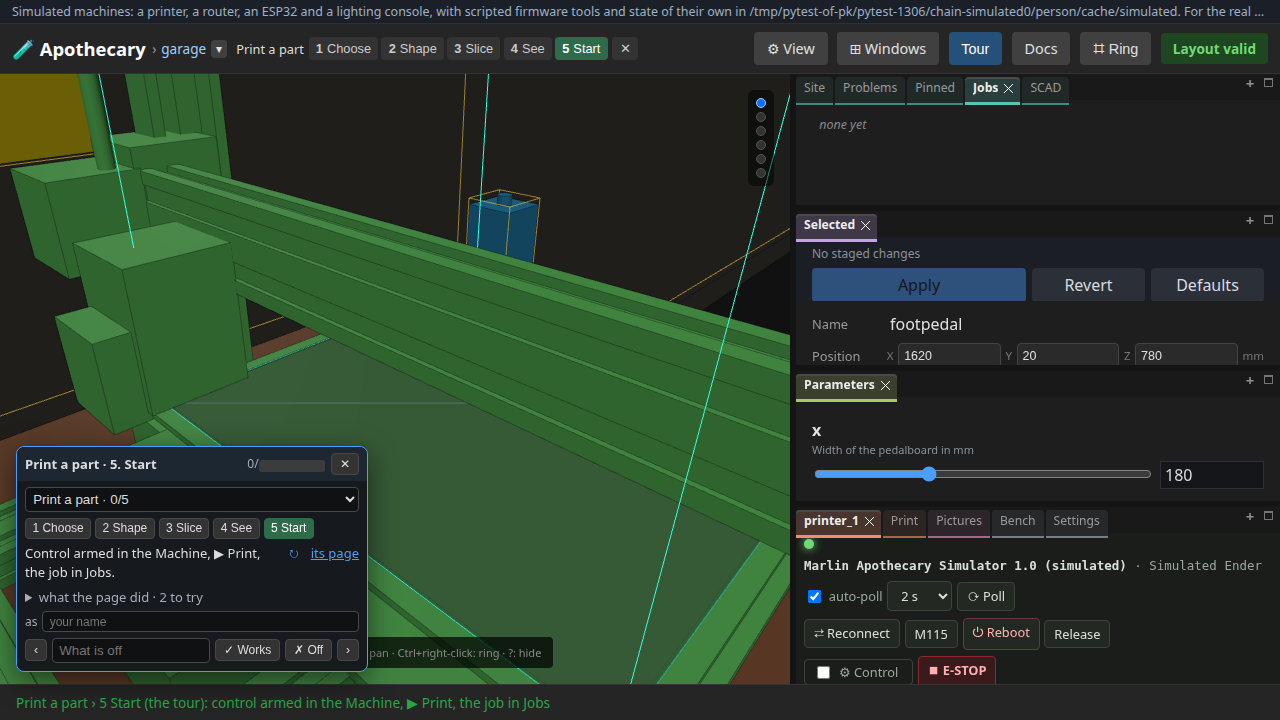 Simulated machines: a printer, a router, an ESP32 and a lighting console, with scripted firmware tools and state of their own in /tmp/pytest-of-pk/pytest-1306/chain-simulated0/person/cache/simulated. For the real ...
Apothecary › garage ▾ Print a part 1 Choose 2 Shape 3 Slice 4 See 5 Start ✕ ⚙ View ⊞ Windows Tour Docs ⌗ Ring Layout valid
Site Problems Pinned Jobs SCAD
none yet
Selected
No staged changes
Apply Revert Defaults
Name footpedal
Position X 1620 Y 20 Z 780 mm
Parameters
x
Width of the pedalboard in mm
180
printer_1 Print Pictures Bench Settings
Marlin Apothecary Simulator 1.0 (simulated) · Simulated Ender
auto-poll 2 s ⟳ Poll
⇄ Reconnect M115 ⏻ Reboot Release
⚙ Control ■ E-STOP
Print a part · 5. Start 0/ ✕
Print a part · 0/5
1 Choose 2 Shape 3 Slice 4 See 5 Start
Control armed in the Machine, ▶ Print, the job in Jobs. ↻ its page
▶ what the page did · 2 to try
as your name
‹ What is off ✓ Works ✗ Off ›
pan · Ctrl+right-click: ring · ?: hide
Print a part › 5 Start (the tour): control armed in the Machine, ▶ Print, the job in Jobs